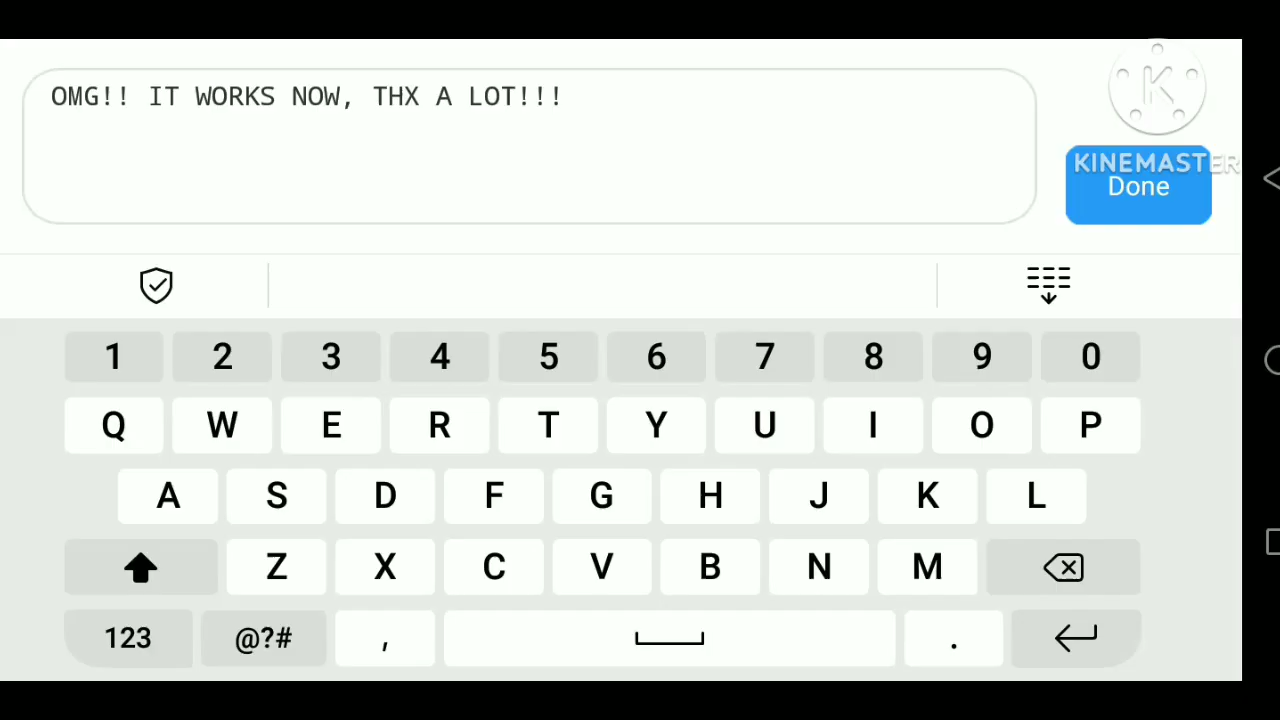 OMG!! IT WORKS NOW, THX A LOT!!!
K
KINEMASTER
Done
1 2 3 4 5 6 7 8 9 0
Q W E R T Y U I O P
A S D F G H J K L
Z X C V B N M
123 @?# , .